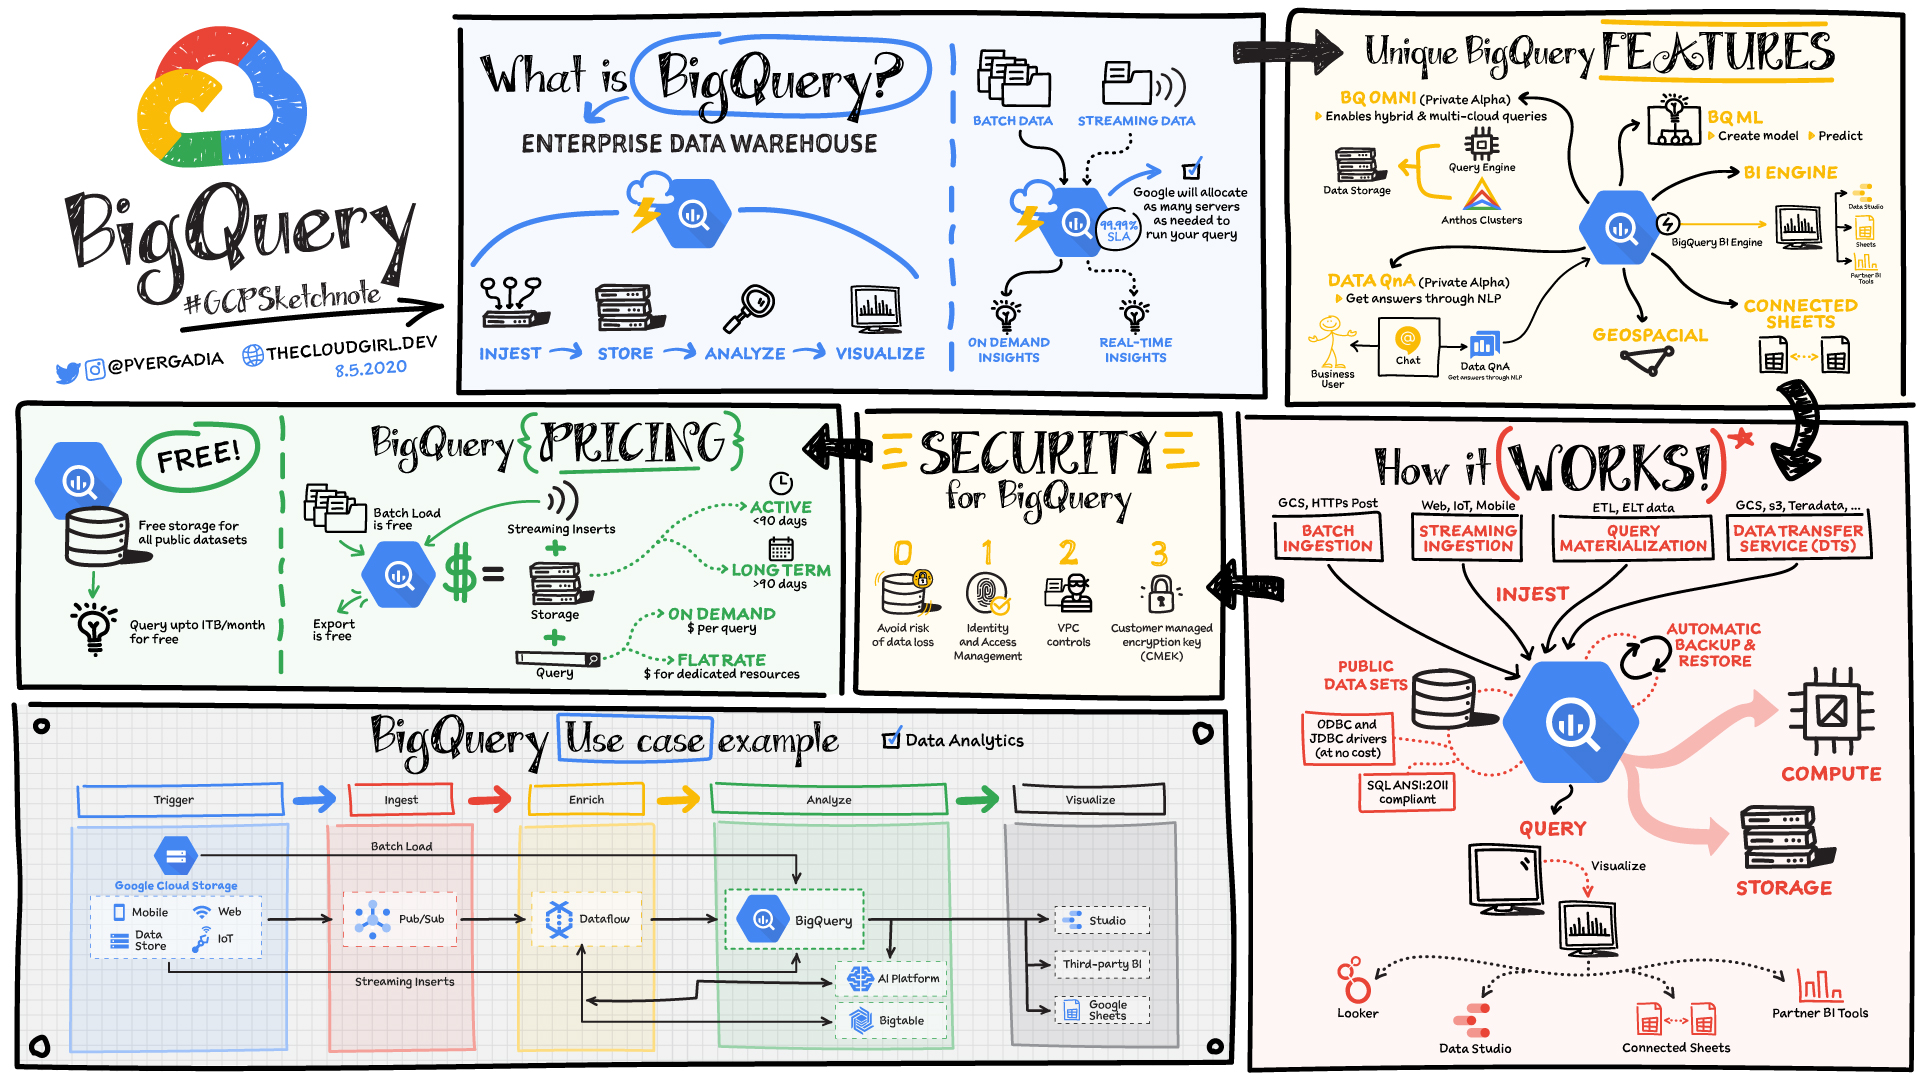 BigQuery
#GCPSketchnote
@PVERGADIA
THECLOUDGIRL.DEV
8.5.2020
What is BigQuery?
ENTERPRISE DATA WAREHOUSE
INJEST
STORE
ANALYZE
VISUALIZE
BATCH DATA
STREAMING DATA
Google will allocate
as many servers
as needed to
run your query
99.99%
SLA
ON DEMAND
INSIGHTS
REAL-TIME
INSIGHTS
Unique BigQuery FEATURES
BQ OMNI (Private Alpha)
Enables hybrid & multi-cloud queries
Query Engine
Data Storage
Anthos Clusters
BQ ML
Create model
Predict
BI ENGINE
BigQuery BI Engine
Data Studio
Sheets
Partner BI
Tools
DATA QnA (Private Alpha)
Get answers through NLP
Business
User
Chat
Data QnA
Get answers through NLP
GEOSPACIAL
CONNECTED
SHEETS
How it (WORKS!)*
GCS, HTTPs Post
BATCH
INGESTION
Web, IoT, Mobile
STREAMING
INGESTION
ETL, ELT data
QUERY
MATERIALIZATION
GCS, s3, Teradata, ...
DATA TRANSFER
SERVICE (DTS)
INJEST
AUTOMATIC
BACKUP &
RESTORE
PUBLIC
DATA SETS
ODBC and
JDBC drivers
(at no cost)
SQL ANSI:2011
compliant
COMPUTE
STORAGE
QUERY
Visualize
Looker
Data Studio
Connected Sheets
Partner BI Tools
SECURITY
for BigQuery
0
Avoid risk
of data loss
1
Identity
and Access
Management
2
VPC
controls
3
Customer managed
encryption key
(CMEK)
BigQuery {PRICING}
FREE!
Free storage for
all public datasets
Query upto 1TB/month
for free
Batch Load
is free
Export
is free
$ =
Streaming Inserts
+
Storage
+
Query
ACTIVE
<90 days
LONG TERM
>90 days
ON DEMAND
$ per query
FLAT RATE
$ for dedicated resources
BigQuery Use case example
Data Analytics
Trigger
Ingest
Enrich
Analyze
Visualize
Batch Load
Google Cloud Storage
Mobile
Web
Data
Store
IoT
Pub/Sub
Dataflow
BigQuery
Streaming Inserts
AI Platform
Bigtable
Studio
Third-party BI
Google
Sheets